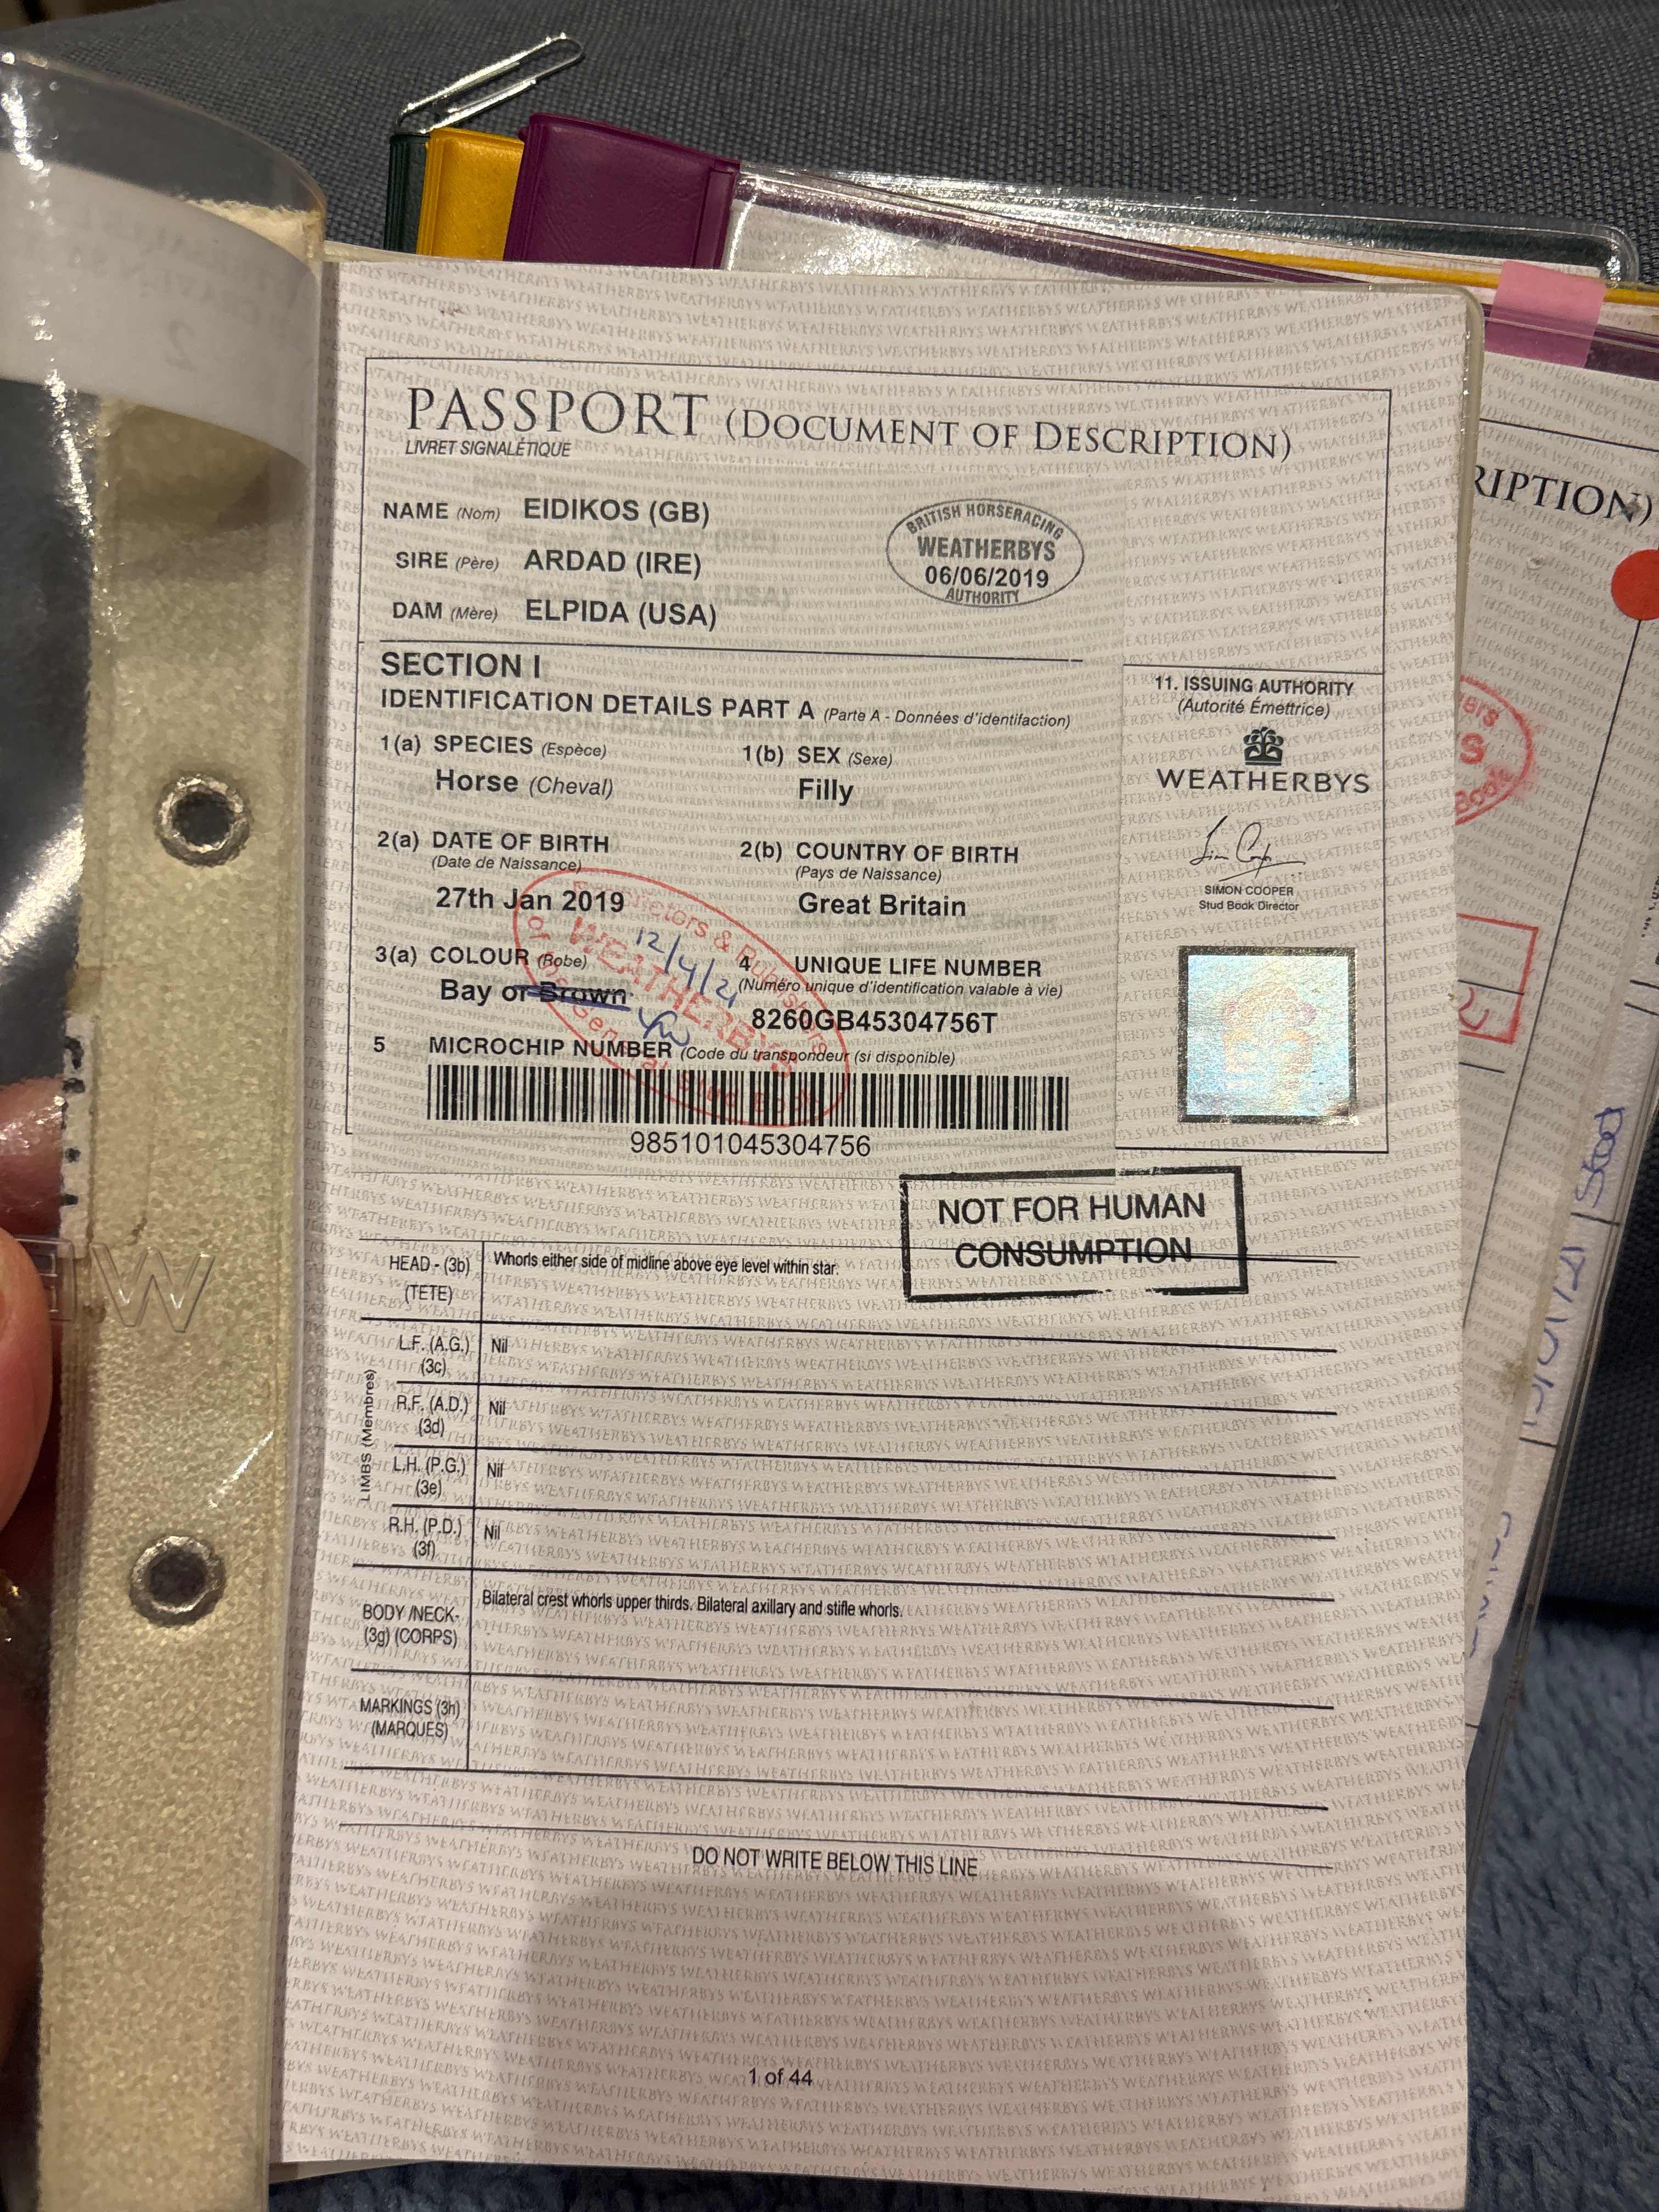 PASSPORT (DOCUMENT OF DESCRIPTION)
LIVRET SIGNALÉTIQUE
NAME (Nom) EIDIKOS (GB)
SIRE (Père) ARDAD (IRE)
DAM (Mère) ELPIDA (USA)
BRITISH HORSERACING
WEATHERBYS
06/06/2019
AUTHORITY
SECTION I
IDENTIFICATION DETAILS PART A (Parte A - Données d'identifaction)
1(a) SPECIES (Espèce)
Horse (Cheval)
1(b) SEX (Sexe)
Filly
2(a) DATE OF BIRTH
(Date de Naissance)
27th Jan 2019
2(b) COUNTRY OF BIRTH
(Pays de Naissance)
Great Britain
3(a) COLOUR (Robe)
Bay or Brown
12/4/21
WEATHERBYS
4 UNIQUE LIFE NUMBER
(Numéro unique d'identification valable à vie)
8260GB45304756T
5 MICROCHIP NUMBER (Code du transpondeur (si disponible)
985101045304756
11. ISSUING AUTHORITY
(Autorité Émettrice)
WEATHERBYS
SIMON COOPER
Stud Book Director
NOT FOR HUMAN
CONSUMPTION
HEAD - (3b)
(TETE)
Whorls either side of midline above eye level within star.
LIMBS (Membres)
L.F. (A.G.)
(3c)
Nil
R.F. (A.D.)
(3d)
Nil
L.H. (P.G.)
(3e)
Nil
R.H. (P.D.)
(3f)
Nil
BODY /NECK-
(3g) (CORPS)
Bilateral crest whorls upper thirds. Bilateral axillary and stifle whorls.
MARKINGS (3h)
(MARQUES)
DO NOT WRITE BELOW THIS LINE
1 of 44
RIPTION)